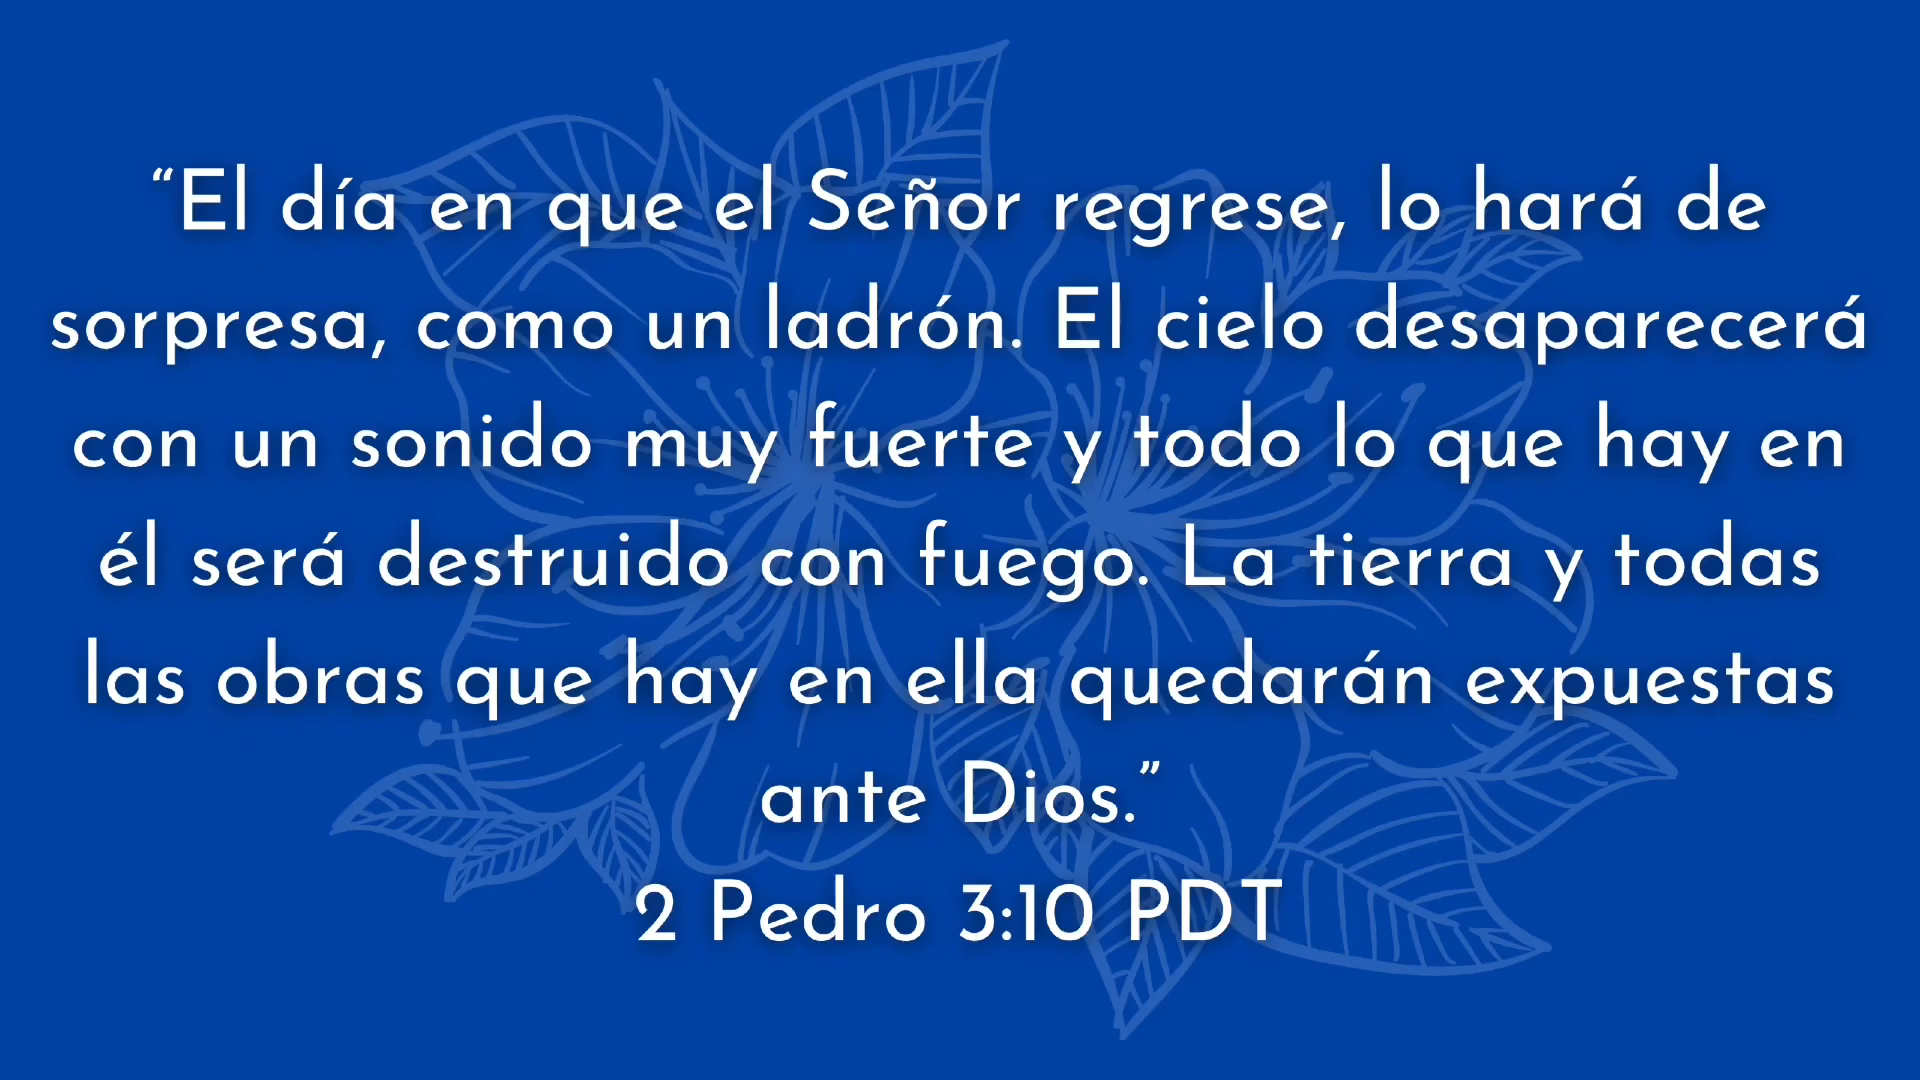 “El día en que el Señor regrese, lo hará de
sorpresa, como un ladrón. El cielo desaparecerá
con un sonido muy fuerte y todo lo que hay en
él será destruido con fuego. La tierra y todas
las obras que hay en ella quedarán expuestas
ante Dios.”
2 Pedro 3:10 PDT